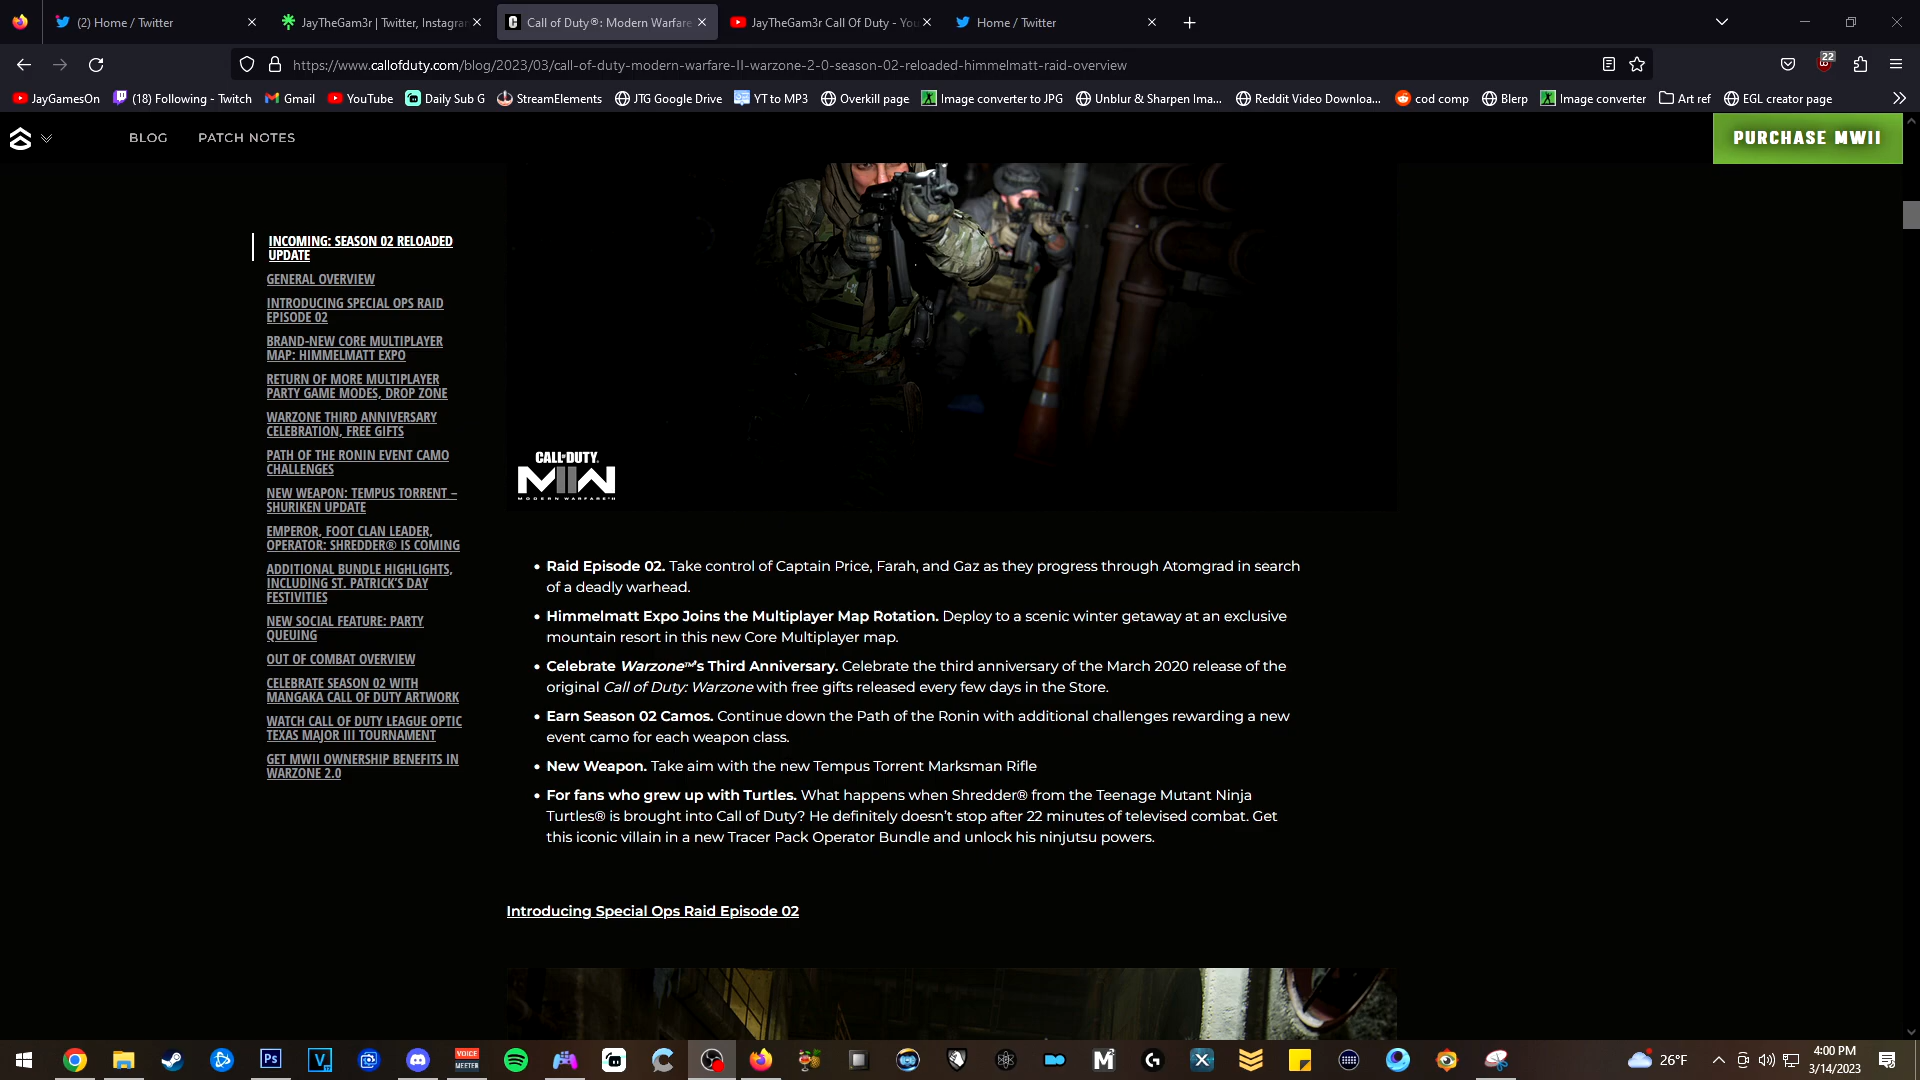 (2) Home / Twitter
JayTheGam3r | Twitter, Instagram
Call of Duty®: Modern Warfare
JayTheGam3r Call Of Duty - You
Home / Twitter
https://www.callofduty.com/blog/2023/03/call-of-duty-modern-warfare-II-warzone-2-0-season-02-reloaded-himmelmatt-raid-overview
22
JayGamesOn
(18) Following - Twitch
Gmail
YouTube
Daily Sub G
StreamElements
JTG Google Drive
YT to MP3
Overkill page
Image converter to JPG
Unblur & Sharpen Ima...
Reddit Video Downloa...
cod comp
Blerp
Image converter
Art ref
EGL creator page
BLOG
PATCH NOTES
PURCHASE MWII
INCOMING: SEASON 02 RELOADED
UPDATE
GENERAL OVERVIEW
INTRODUCING SPECIAL OPS RAID
EPISODE 02
BRAND-NEW CORE MULTIPLAYER
MAP: HIMMELMATT EXPO
RETURN OF MORE MULTIPLAYER
PARTY GAME MODES, DROP ZONE
WARZONE THIRD ANNIVERSARY
CELEBRATION, FREE GIFTS
PATH OF THE RONIN EVENT CAMO
CHALLENGES
NEW WEAPON: TEMPUS TORRENT –
SHURIKEN UPDATE
EMPEROR, FOOT CLAN LEADER,
OPERATOR: SHREDDER® IS COMING
ADDITIONAL BUNDLE HIGHLIGHTS,
INCLUDING ST. PATRICK'S DAY
FESTIVITIES
NEW SOCIAL FEATURE: PARTY
QUEUING
OUT OF COMBAT OVERVIEW
CELEBRATE SEASON 02 WITH
MANGAKA CALL OF DUTY ARTWORK
WATCH CALL OF DUTY LEAGUE OPTIC
TEXAS MAJOR III TOURNAMENT
GET MWII OWNERSHIP BENEFITS IN
WARZONE 2.0
CALL OF DUTY
MWII
MODERN WARFARE II
• Raid Episode 02. Take control of Captain Price, Farah, and Gaz as they progress through Atomgrad in search
of a deadly warhead.
• Himmelmatt Expo Joins the Multiplayer Map Rotation. Deploy to a scenic winter getaway at an exclusive
mountain resort in this new Core Multiplayer map.
• Celebrate Warzone™'s Third Anniversary. Celebrate the third anniversary of the March 2020 release of the
original Call of Duty: Warzone with free gifts released every few days in the Store.
• Earn Season 02 Camos. Continue down the Path of the Ronin with additional challenges rewarding a new
event camo for each weapon class.
• New Weapon. Take aim with the new Tempus Torrent Marksman Rifle
• For fans who grew up with Turtles. What happens when Shredder® from the Teenage Mutant Ninja
Turtles® is brought into Call of Duty? He definitely doesn't stop after 22 minutes of televised combat. Get
this iconic villain in a new Tracer Pack Operator Bundle and unlock his ninjutsu powers.
Introducing Special Ops Raid Episode 02
Ps
VOICE
MEETER
26°F
4:00 PM
3/14/2023